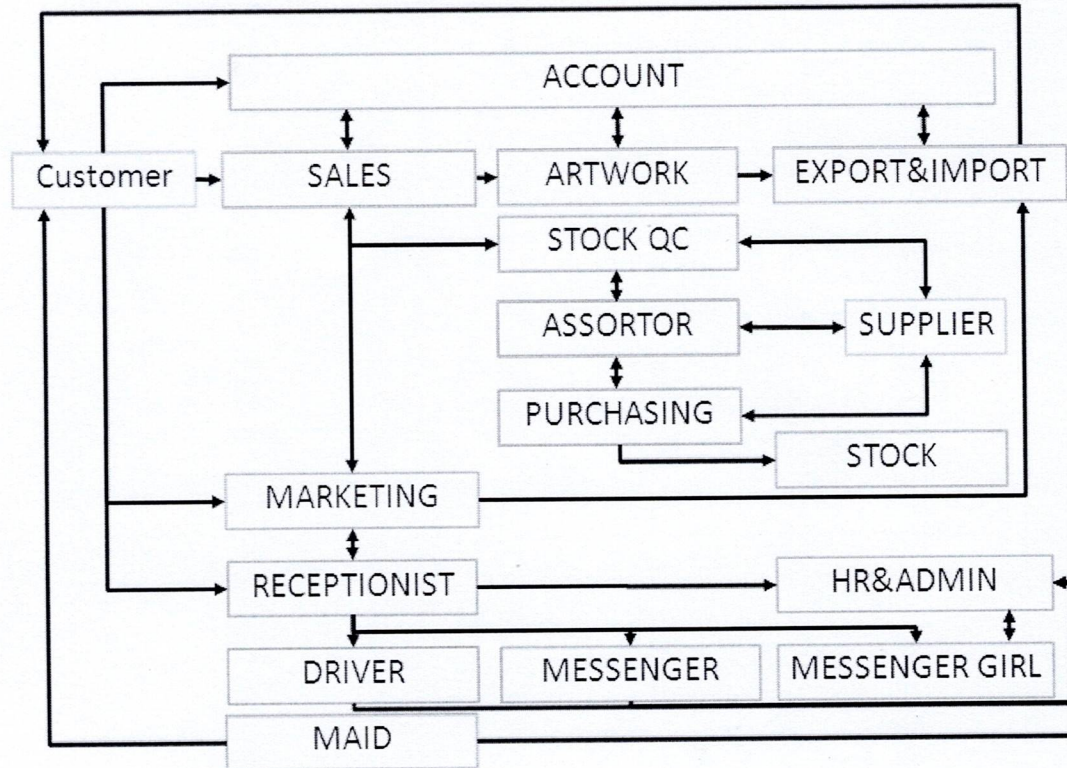 ACCOUNT
Customer
SALES
ARTWORK
EXPORT&IMPORT
STOCK QC
ASSORTOR
SUPPLIER
PURCHASING
STOCK
MARKETING
RECEPTIONIST
HR&ADMIN
DRIVER
MESSENGER
MESSENGER GIRL
MAID